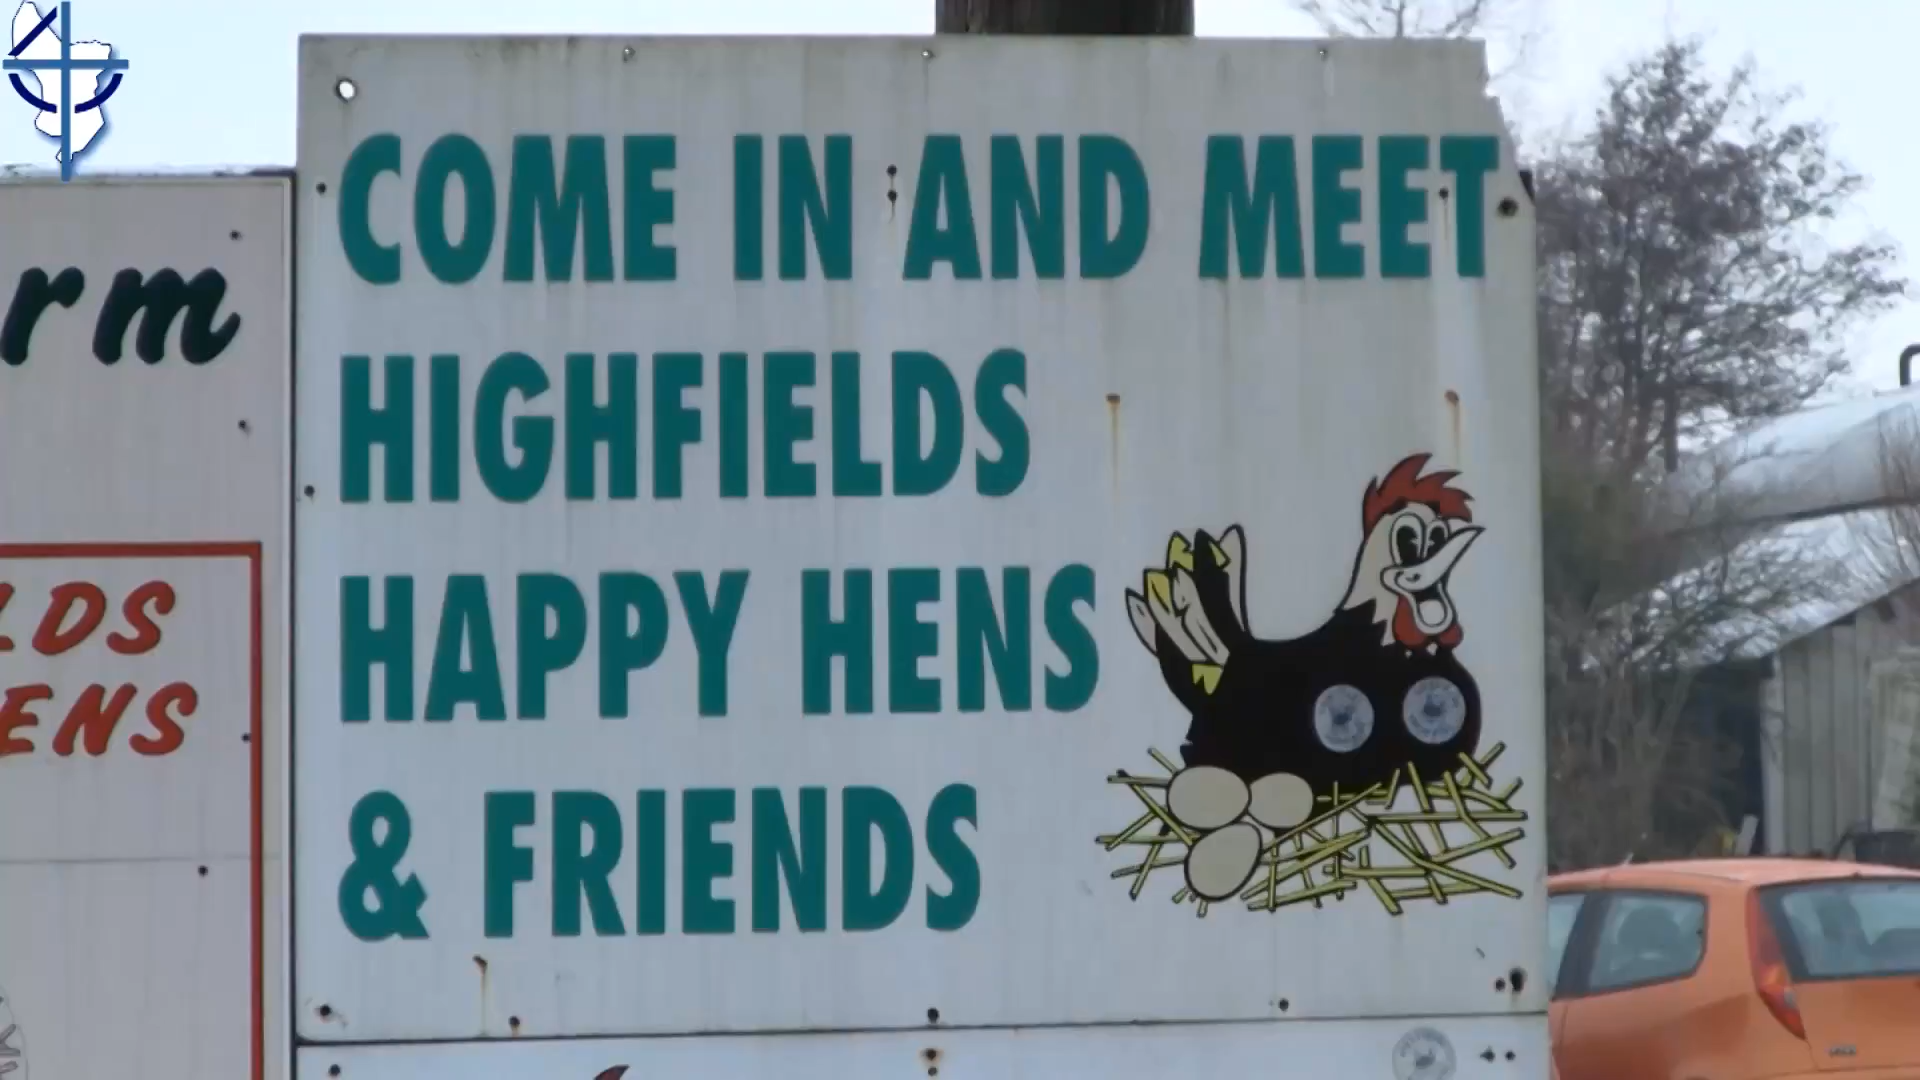 COME IN AND MEET
HIGHFIELDS
HAPPY HENS
& FRIENDS
rm
LDS
ENS